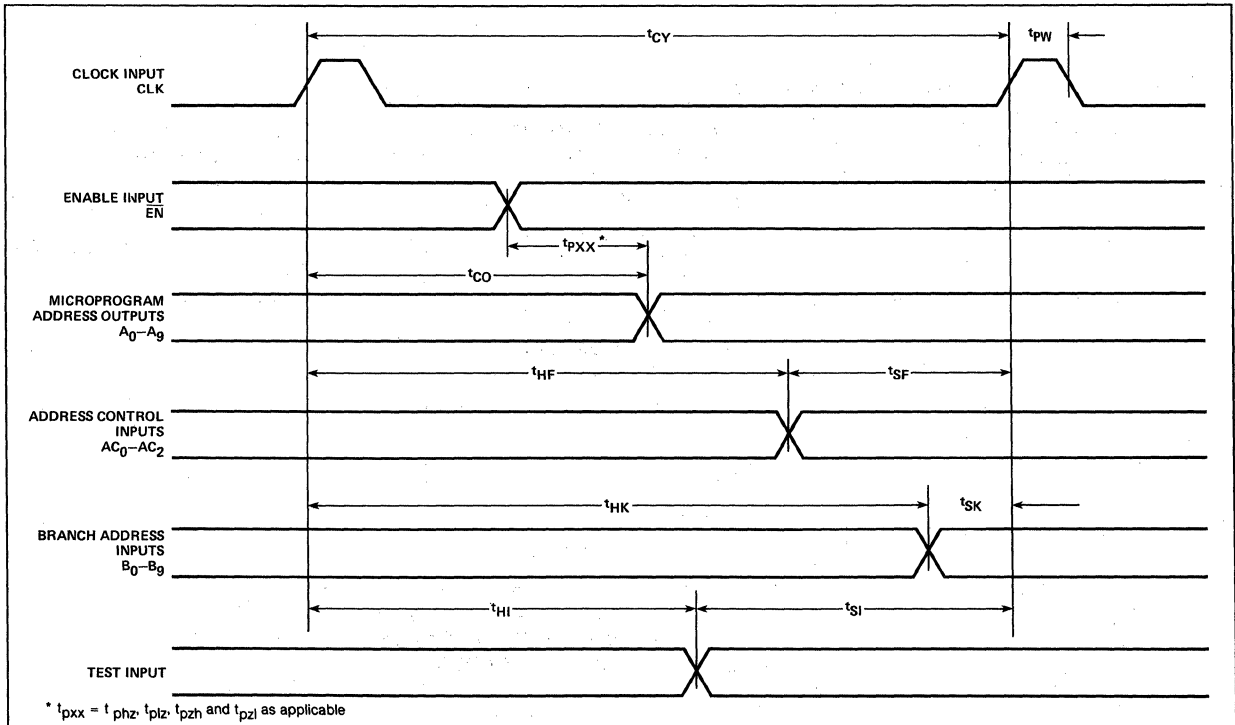 tCY
tPW
CLOCK INPUT
CLK
ENABLE INPUT
EN
tPXX*
tCO
MICROPROGRAM
ADDRESS OUTPUTS
A0–A9
tHF
tSF
ADDRESS CONTROL
INPUTS
AC0–AC2
tHK
tSK
BRANCH ADDRESS
INPUTS
B0–B9
tHI
tSI
TEST INPUT
* tpxx = t phz, tplz, tpzh and tpzl as applicable